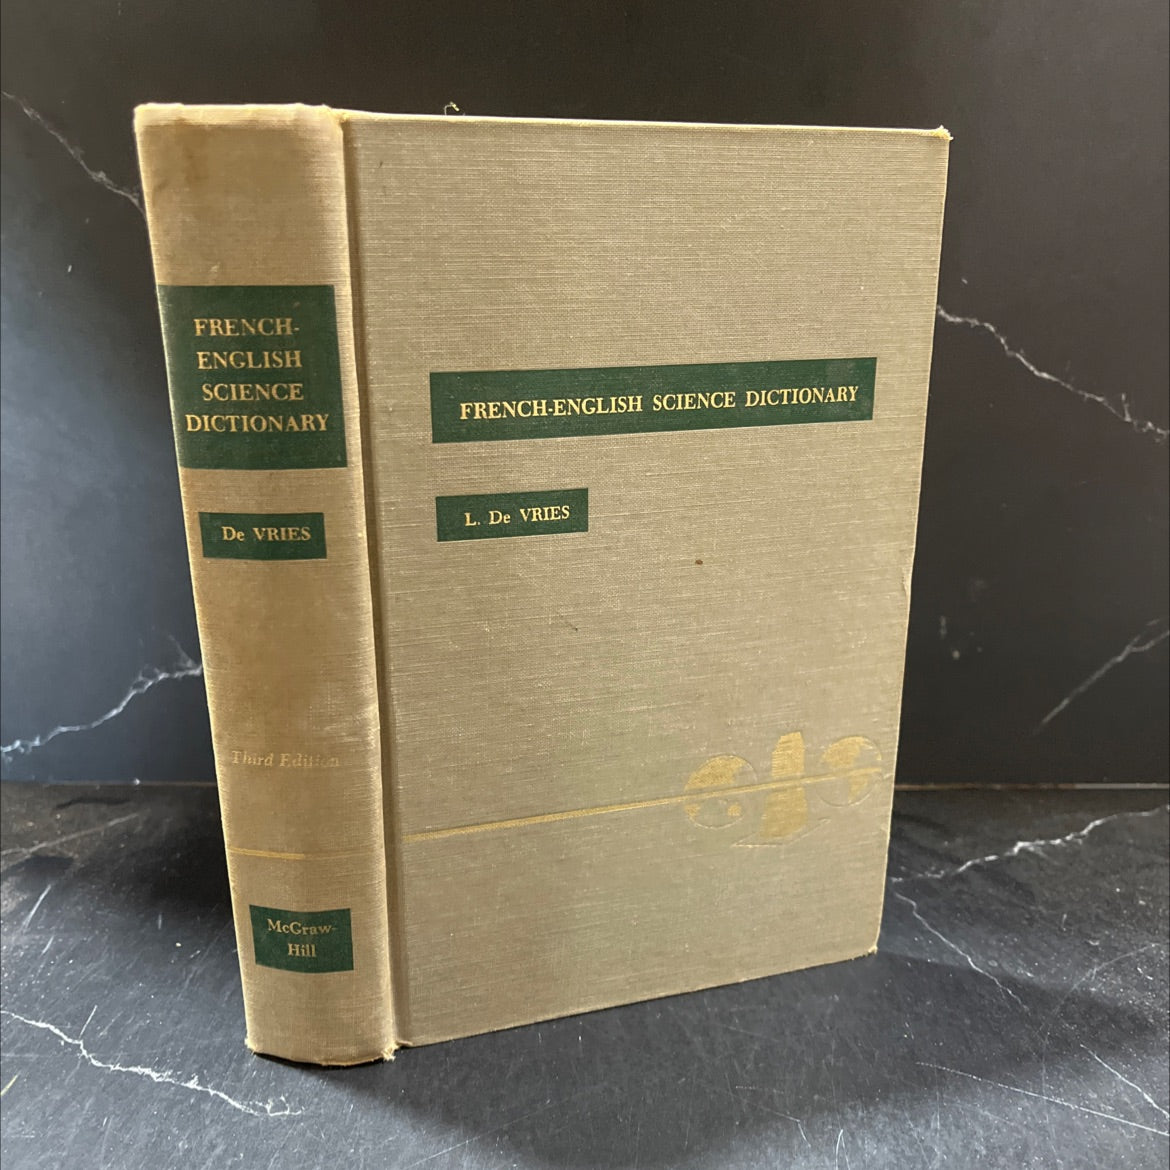 FRENCH-
ENGLISH
SCIENCE
DICTIONARY
De VRIES
Third Edition
McGraw-
Hill
FRENCH-ENGLISH SCIENCE DICTIONARY
L. De VRIES